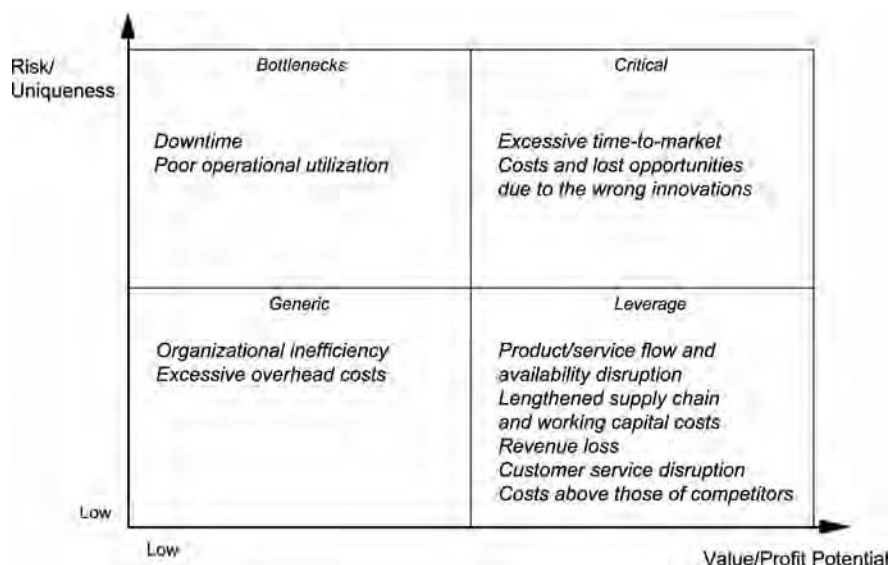 Risk/
Uniqueness
Bottlenecks
Critical
Downtime
Poor operational utilization
Excessive time-to-market
Costs and lost opportunities
due to the wrong innovations
Generic
Leverage
Organizational inefficiency
Excessive overhead costs
Product/service flow and
availability disruption
Lengthened supply chain
and working capital costs
Revenue loss
Customer service disruption
Costs above those of competitors
Low
Low
Value/Profit Potential